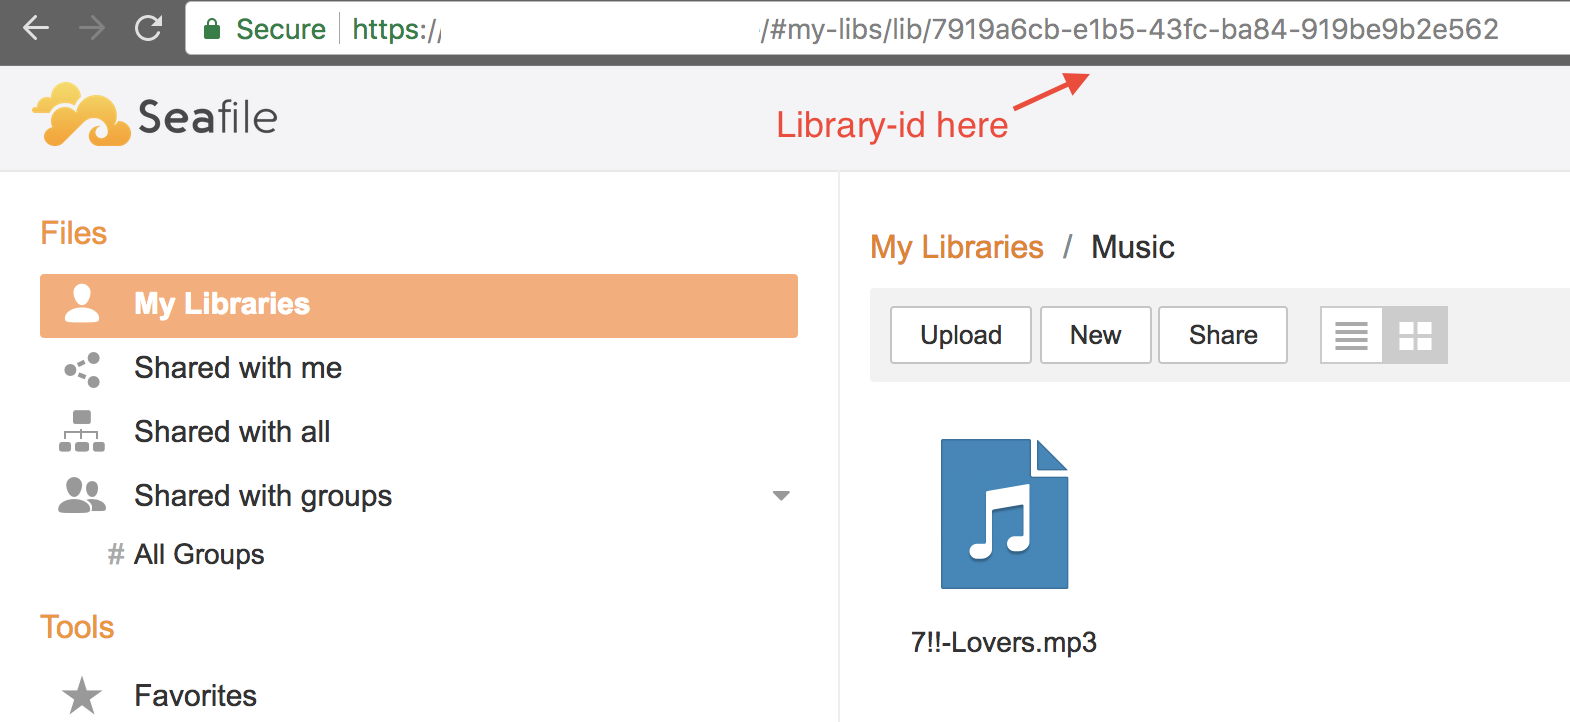 Secure https://
/#my-libs/lib/7919a6cb-e1b5-43fc-ba84-919be9b2e562
Library-id here
Seafile
Files
My Libraries
Shared with me
Shared with all
Shared with groups
# All Groups
Tools
Favorites
My Libraries / Music
Upload New Share
7!!-Lovers.mp3